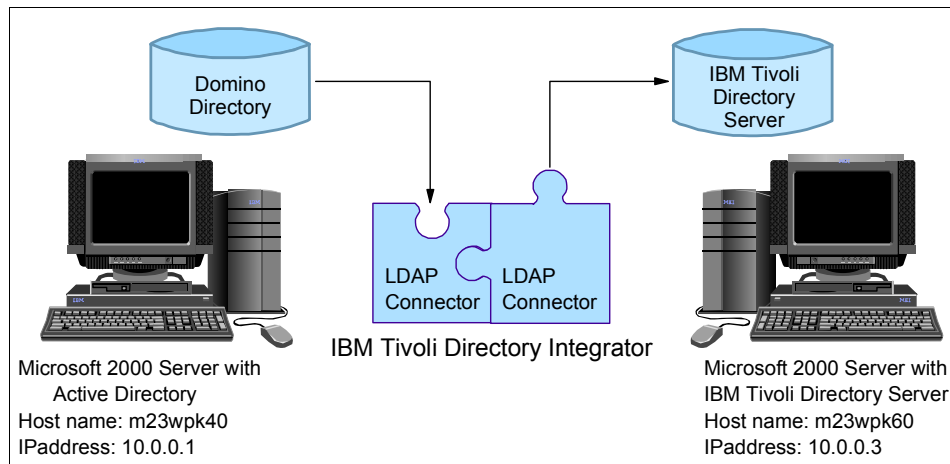 Domino
Directory
IBM Tivoli
Directory
Server
LDAP
Connector
LDAP
Connector
IBM Tivoli Directory Integrator
Microsoft 2000 Server with
Active Directory
Host name: m23wpk40
IPaddress: 10.0.0.1
Microsoft 2000 Server with
IBM Tivoli Directory Server
Host name: m23wpk60
IPaddress: 10.0.0.3